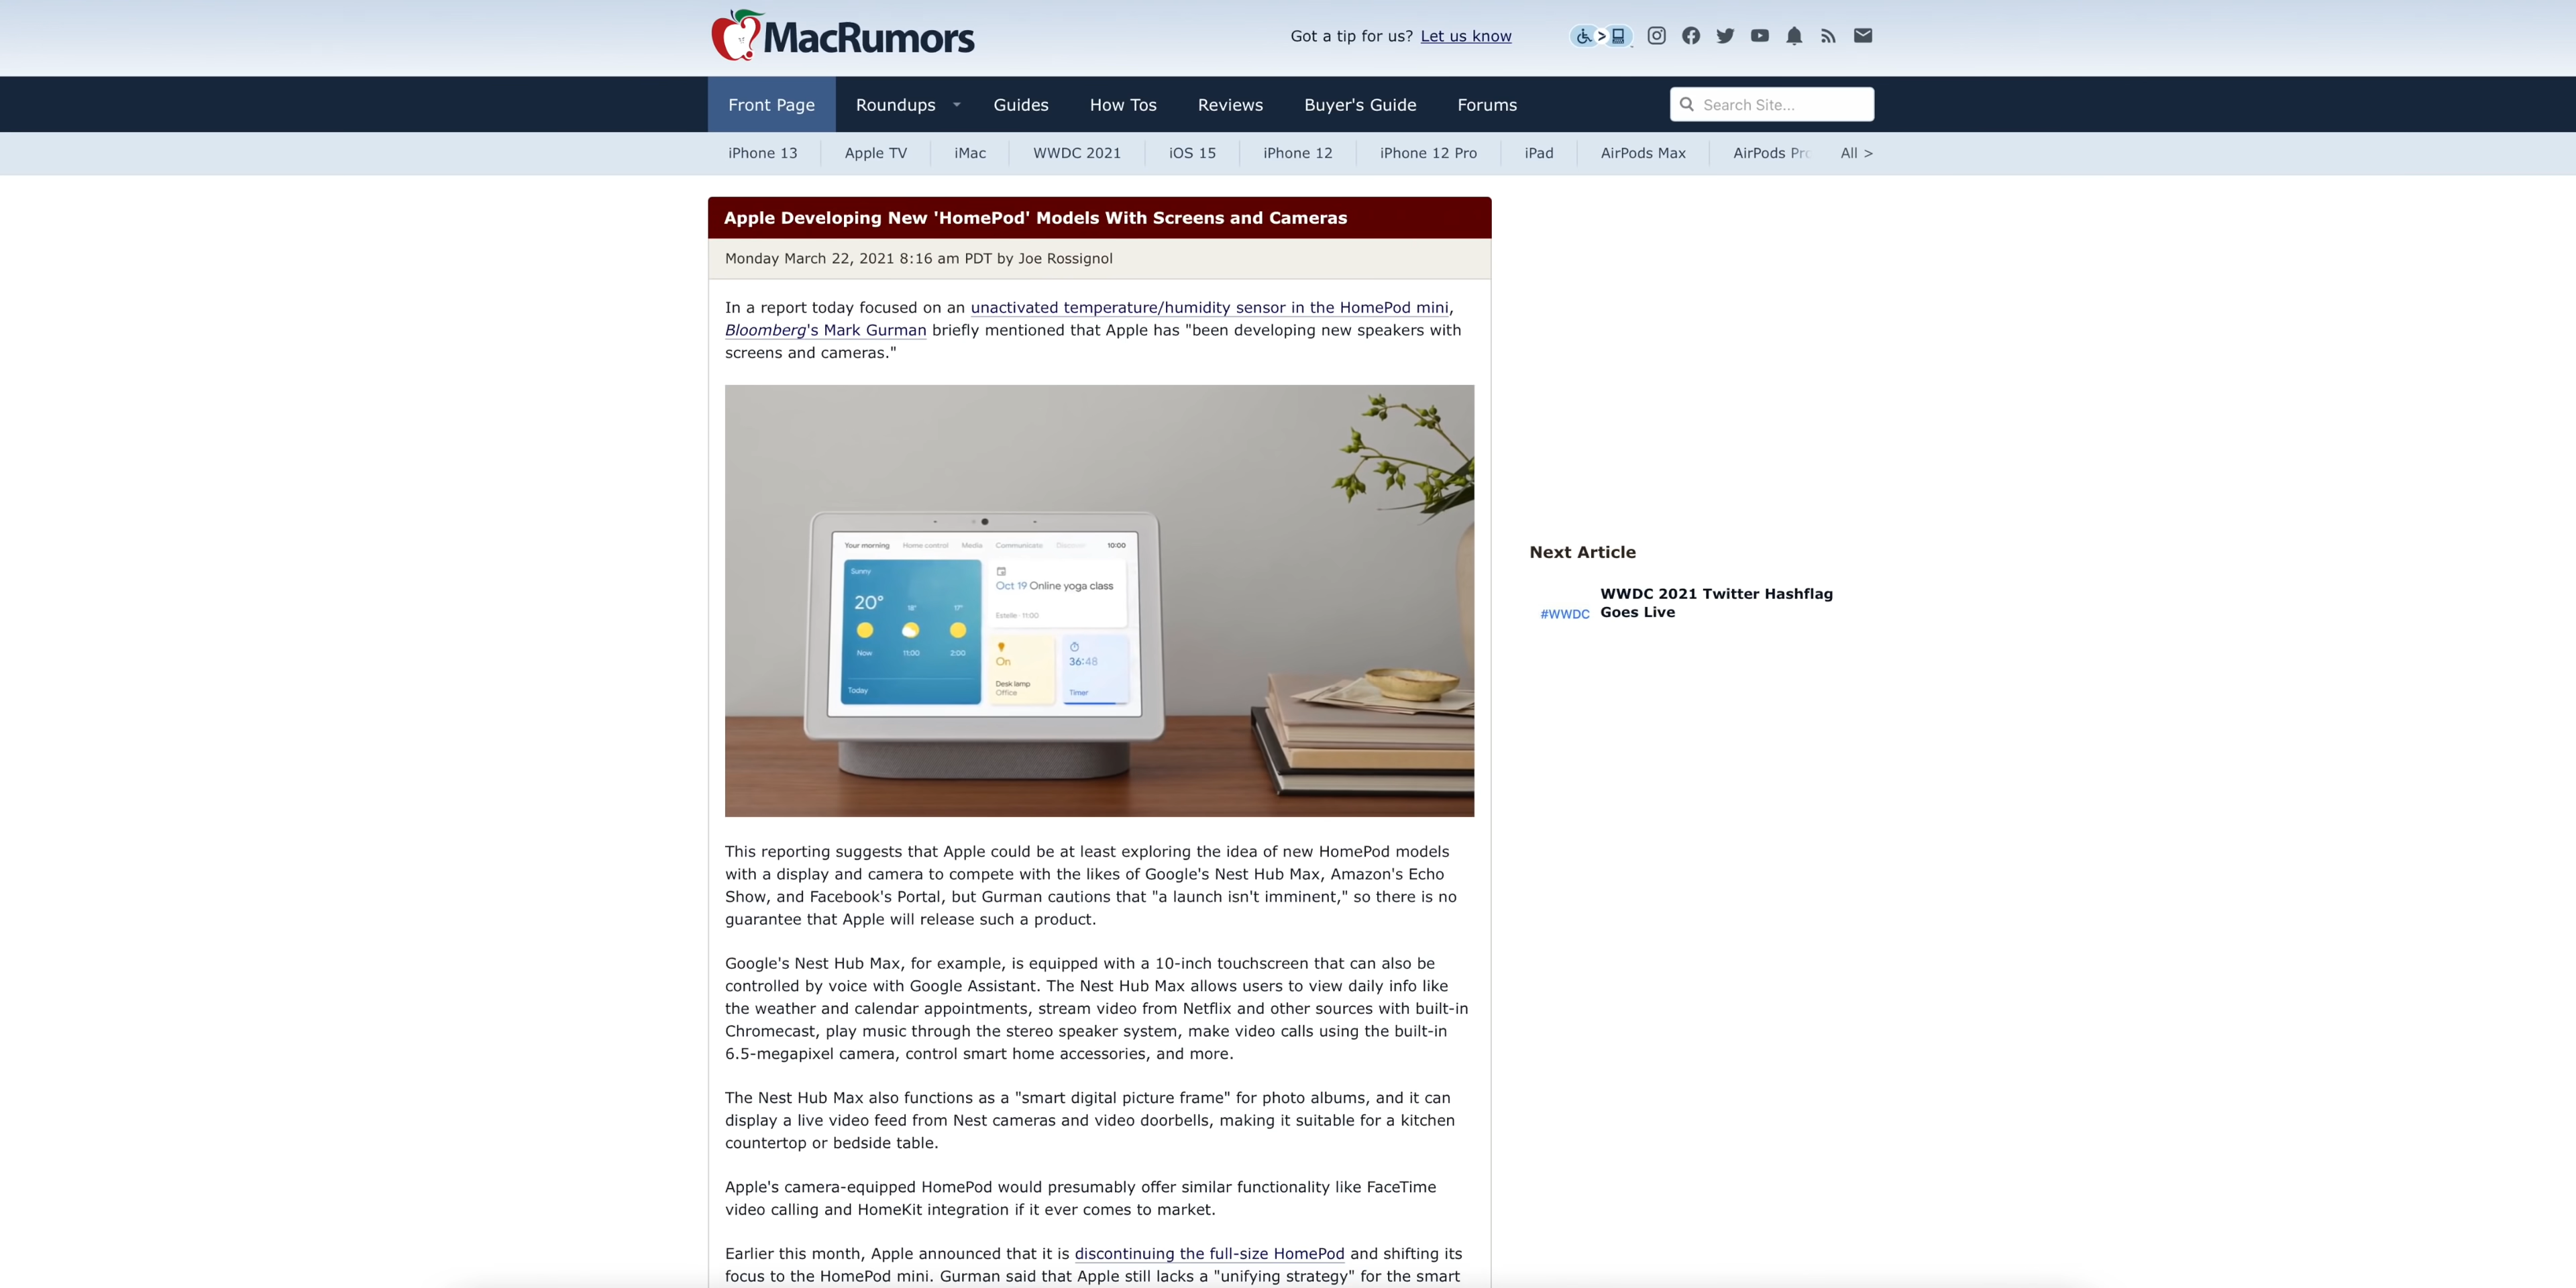 MacRumors
Got a tip for us? Let us know
Front Page Roundups Guides How Tos Reviews Buyer's Guide Forums Search Site...
iPhone 13 Apple TV iMac WWDC 2021 iOS 15 iPhone 12 iPhone 12 Pro iPad AirPods Max AirPods Pro All >
Apple Developing New 'HomePod' Models With Screens and Cameras
Monday March 22, 2021 8:16 am PDT by Joe Rossignol
In a report today focused on an unactivated temperature/humidity sensor in the HomePod mini,
Bloomberg's Mark Gurman briefly mentioned that Apple has "been developing new speakers with
screens and cameras."
Your morning Home control Media Communicate Discover 10:00
Sunny
20° 18° 17°
Now 11:00 2:00
Today
Oct 19 Online yoga class
Estelle · 11:00
On
Desk lamp
Office
36:48
Timer
Next Article
#WWDC
WWDC 2021 Twitter Hashflag
Goes Live
This reporting suggests that Apple could be at least exploring the idea of new HomePod models
with a display and camera to compete with the likes of Google's Nest Hub Max, Amazon's Echo
Show, and Facebook's Portal, but Gurman cautions that "a launch isn't imminent," so there is no
guarantee that Apple will release such a product.
Google's Nest Hub Max, for example, is equipped with a 10-inch touchscreen that can also be
controlled by voice with Google Assistant. The Nest Hub Max allows users to view daily info like
the weather and calendar appointments, stream video from Netflix and other sources with built-in
Chromecast, play music through the stereo speaker system, make video calls using the built-in
6.5-megapixel camera, control smart home accessories, and more.
The Nest Hub Max also functions as a "smart digital picture frame" for photo albums, and it can
display a live video feed from Nest cameras and video doorbells, making it suitable for a kitchen
countertop or bedside table.
Apple's camera-equipped HomePod would presumably offer similar functionality like FaceTime
video calling and HomeKit integration if it ever comes to market.
Earlier this month, Apple announced that it is discontinuing the full-size HomePod and shifting its
focus to the HomePod mini. Gurman said that Apple still lacks a "unifying strategy" for the smart